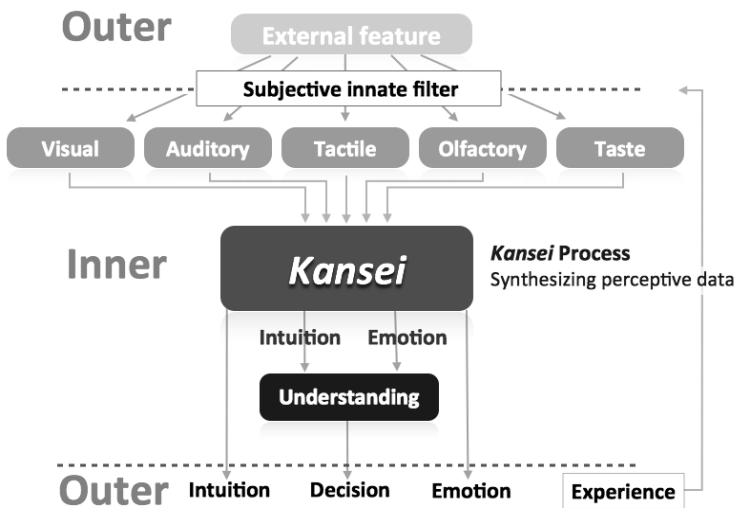 Outer
External feature
Subjective innate filter
Visual Auditory Tactile Olfactory Taste
Inner
Kansei
Kansei Process
Synthesizing perceptive data
Intuition Emotion
Understanding
Outer Intuition Decision Emotion Experience